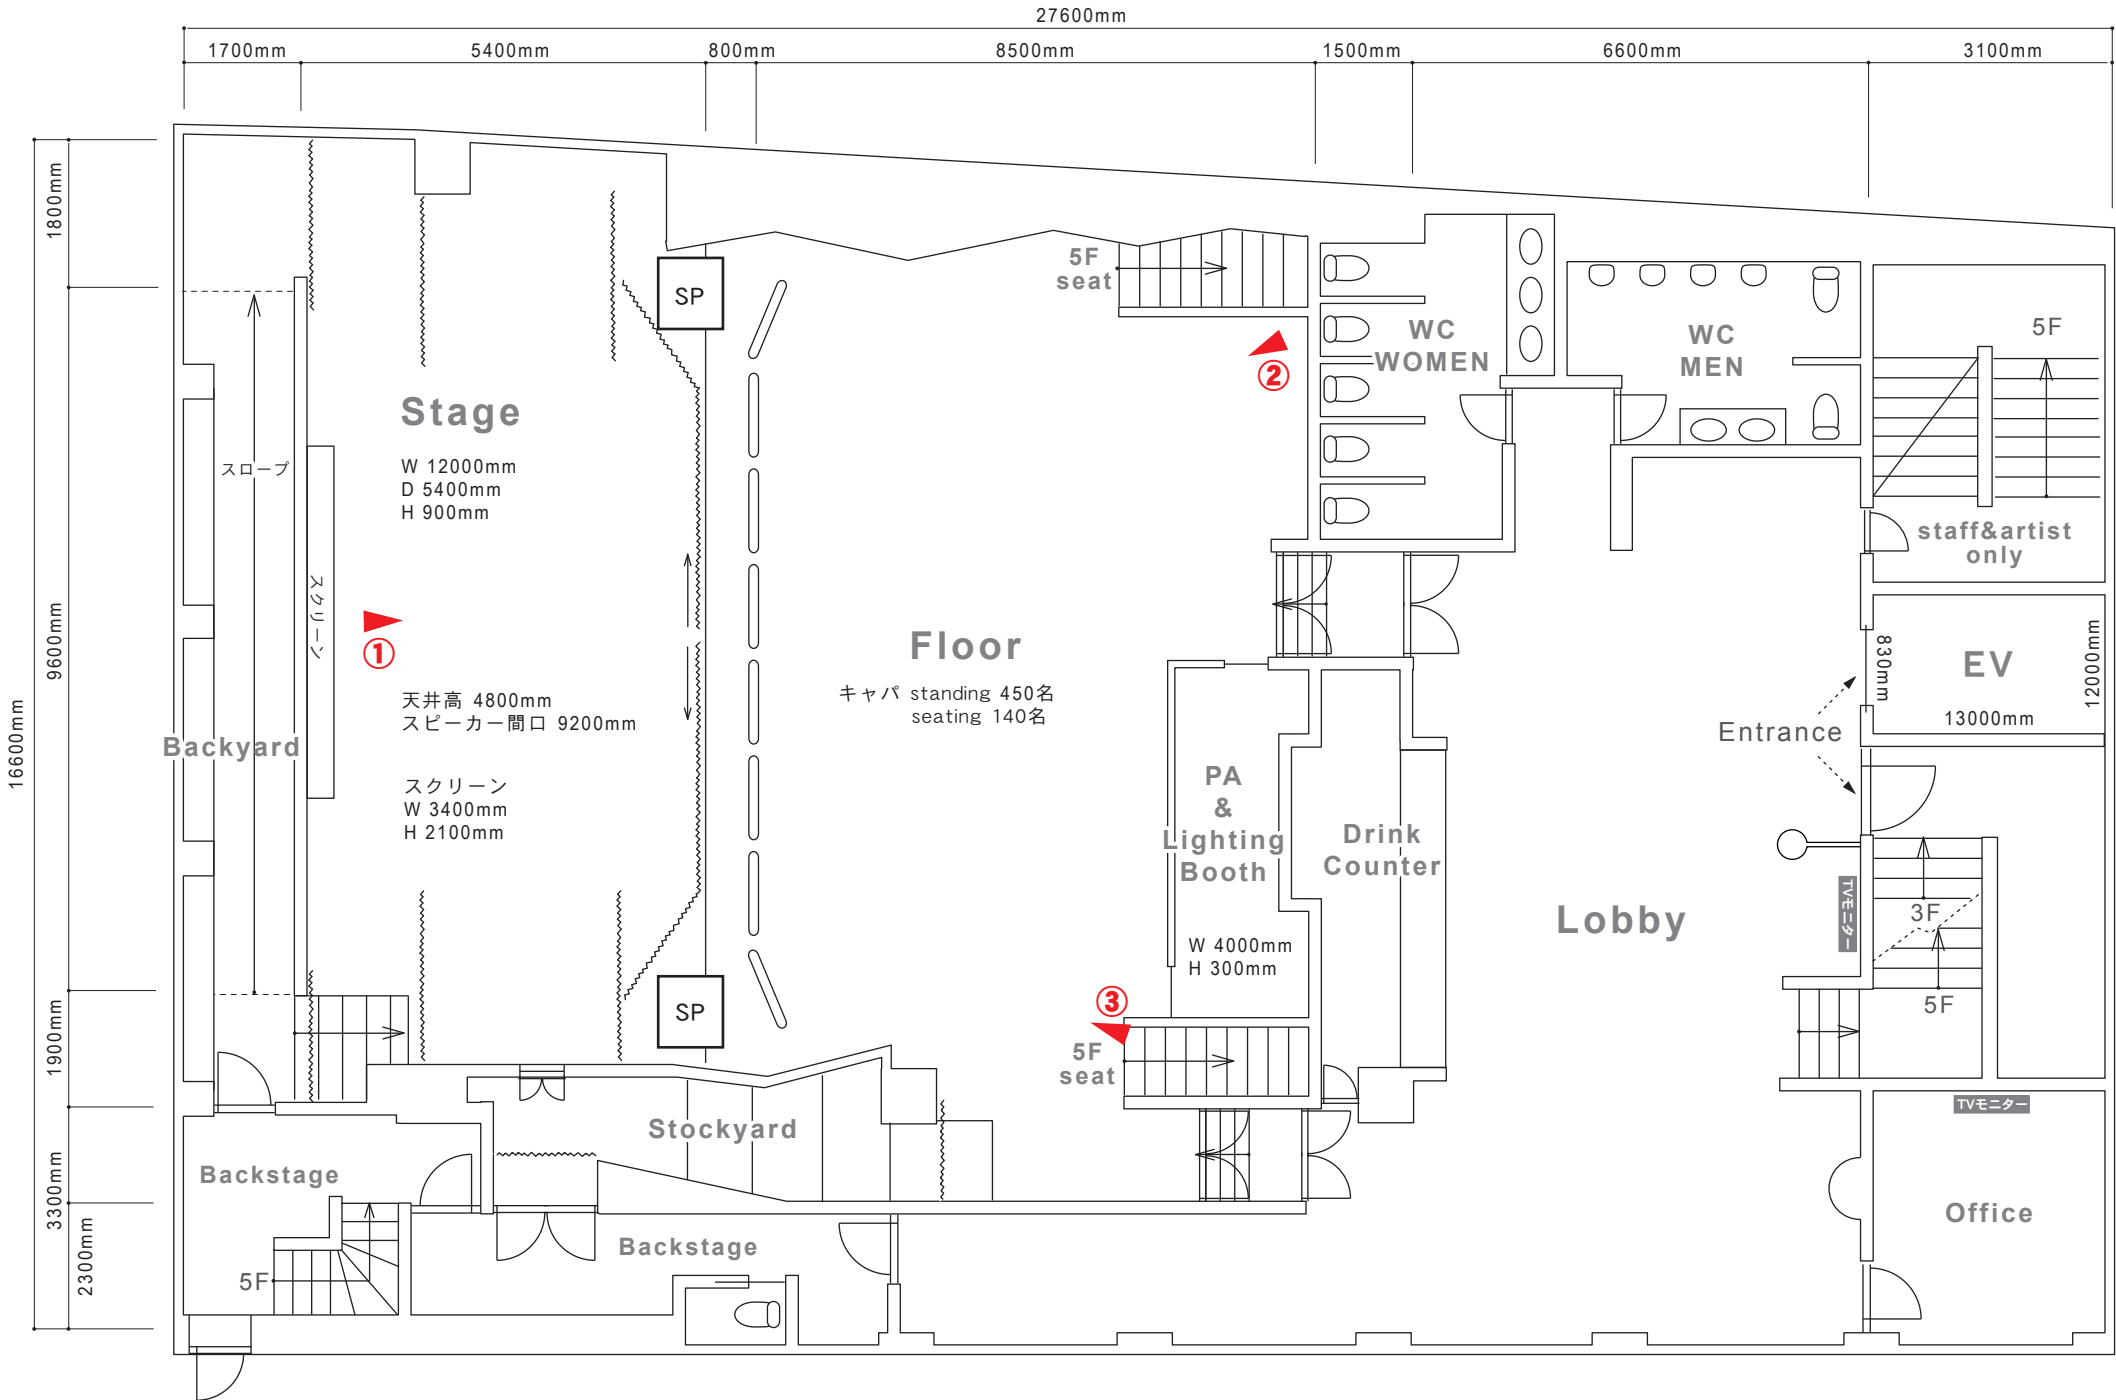 27600mm
1700mm
5400mm
800mm
8500mm
1500mm
6600mm
3100mm
16600mm
1800mm
9600mm
1900mm
3300mm
2300mm
Stage
W 12000mm
D 5400mm
H 900mm
スロープ
スクリーン
①
天井高 4800mm
スピーカー間口 9200mm
スクリーン
W 3400mm
H 2100mm
Backyard
SP
SP
5F
seat
②
Floor
キャパ standing 450名
seating 140名
WC
WOMEN
WC
MEN
5F
staff&artist
only
EV
830mm
12000mm
13000mm
Entrance
PA
&
Lighting
Booth
W 4000mm
H 300mm
Drink
Counter
Lobby
TVモニター
3F
5F
③
5F
seat
Stockyard
Backstage
Backstage
5F
TVモニター
Office